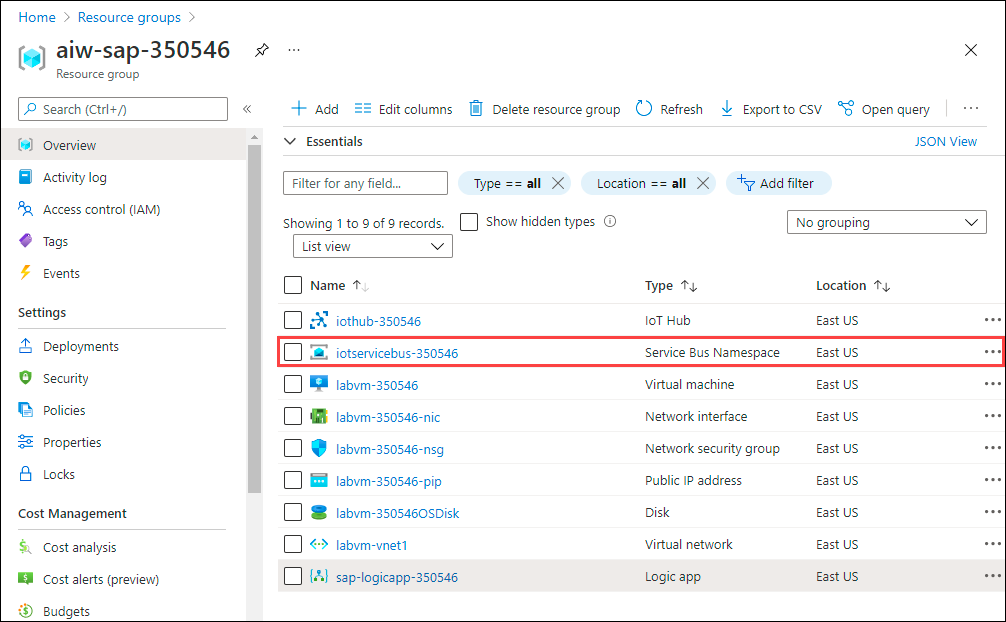 Home > Resource groups >
aiw-sap-350546
Resource group
Search (Ctrl+/)
Overview
Activity log
Access control (IAM)
Tags
Events
Settings
Deployments
Security
Policies
Properties
Locks
Cost Management
Cost analysis
Cost alerts (preview)
Budgets
Add Edit columns Delete resource group Refresh Export to CSV Open query
Essentials JSON View
Filter for any field... Type == all Location == all Add filter
Showing 1 to 9 of 9 records. Show hidden types No grouping
List view
Name Type Location
iothub-350546 IoT Hub East US
iotservicebus-350546 Service Bus Namespace East US
labvm-350546 Virtual machine East US
labvm-350546-nic Network interface East US
labvm-350546-nsg Network security group East US
labvm-350546-pip Public IP address East US
labvm-350546OSDisk Disk East US
labvm-vnet1 Virtual network East US
sap-logicapp-350546 Logic app East US